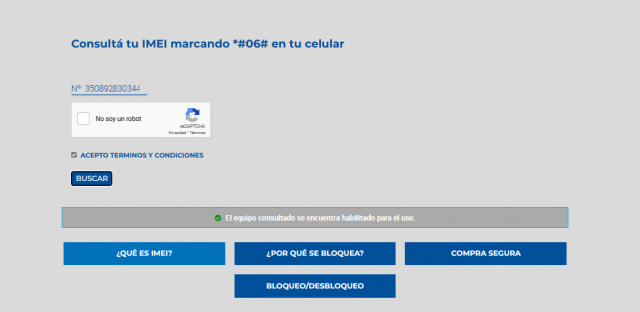 Consultá tu IMEI marcando *#06# en tu celular
Nº 35089283034
No soy un robot
reCAPTCHA
Privacidad - Términos
ACEPTO TERMINOS Y CONDICIONES
BUSCAR
El equipo consultado se encuentra habilitado para el uso.
¿QUÉ ES IMEI?
¿POR QUÉ SE BLOQUEA?
COMPRA SEGURA
BLOQUEO/DESBLOQUEO